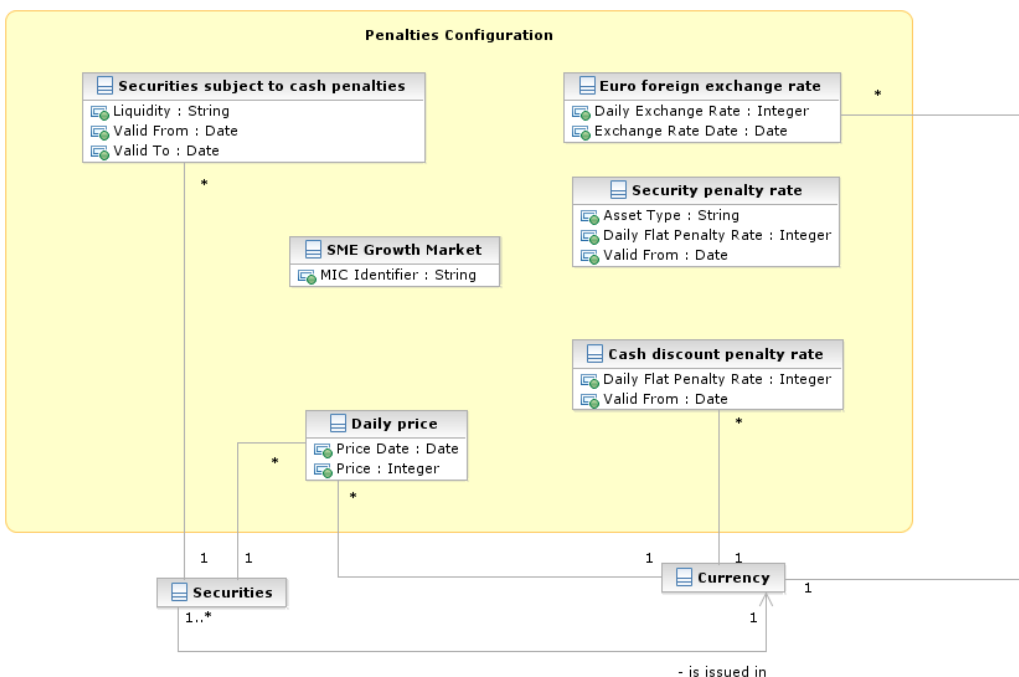 Penalties Configuration
Securities subject to cash penalties
Liquidity : String
Valid From : Date
Valid To : Date
*
Euro foreign exchange rate
Daily Exchange Rate : Integer
Exchange Rate Date : Date
*
Security penalty rate
Asset Type : String
Daily Flat Penalty Rate : Integer
Valid From : Date
SME Growth Market
MIC Identifier : String
Cash discount penalty rate
Daily Flat Penalty Rate : Integer
Valid From : Date
*
Daily price
Price Date : Date
Price : Integer
*
*
1
1
1
1
Securities
1..*
Currency
1
1
- is issued in